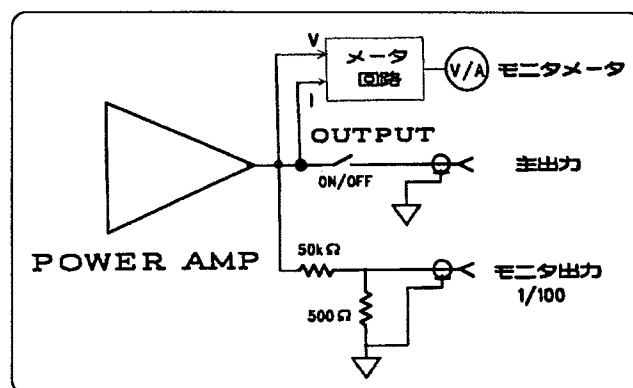 V
メータ
回路
V/A
モニタメータ
I
OUTPUT
ON/OFF
主出力
POWER AMP
50kΩ
モニタ出力
1/100
500Ω